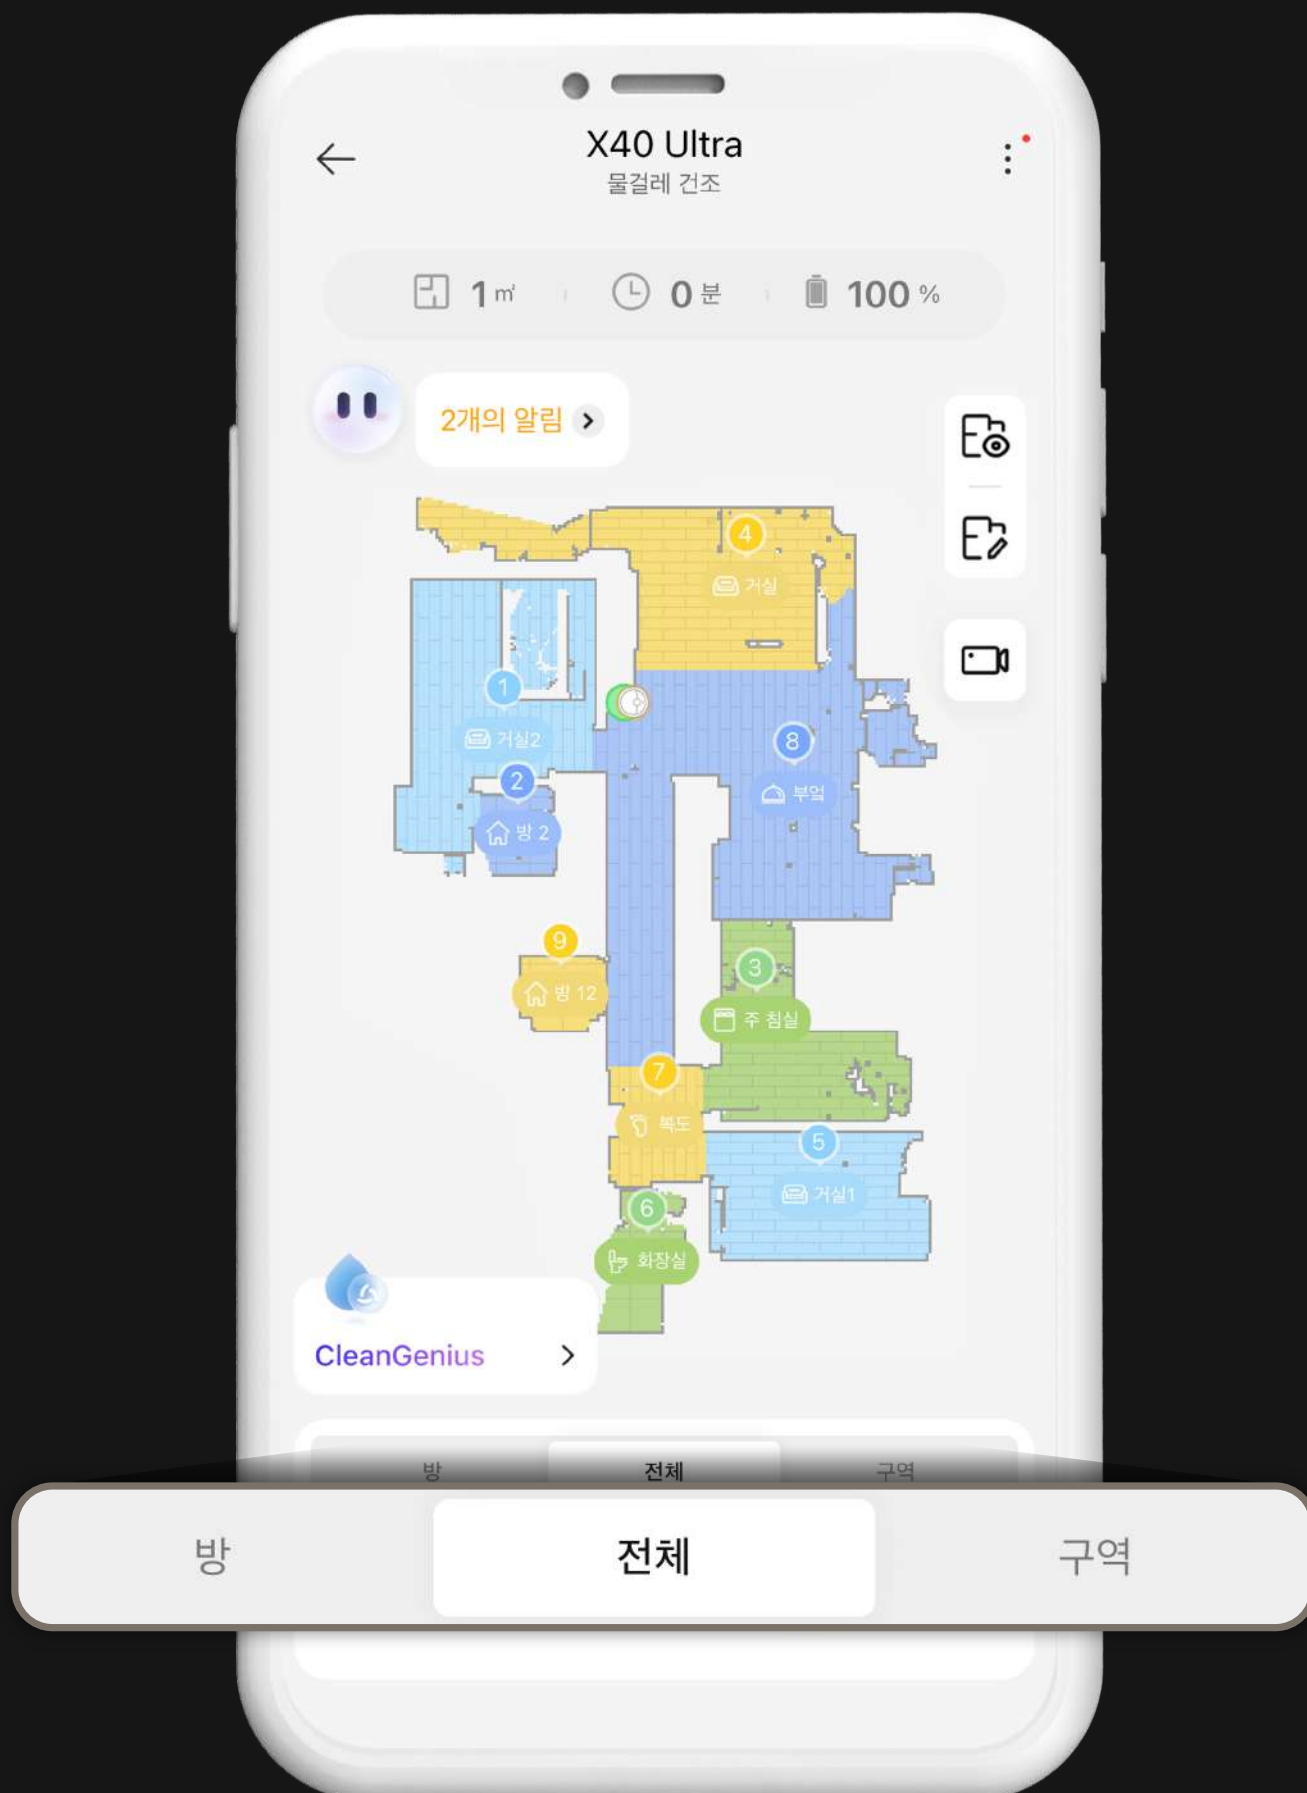 X40 Ultra
물걸레 건조
1㎡ 0분 100%
2개의 알림
4
거실
1
거실2
8
부엌
2
방 2
9
방 12
3
주 침실
7
복도
5
거실1
6
화장실
CleanGenius
방 전체 구역
방 전체 구역